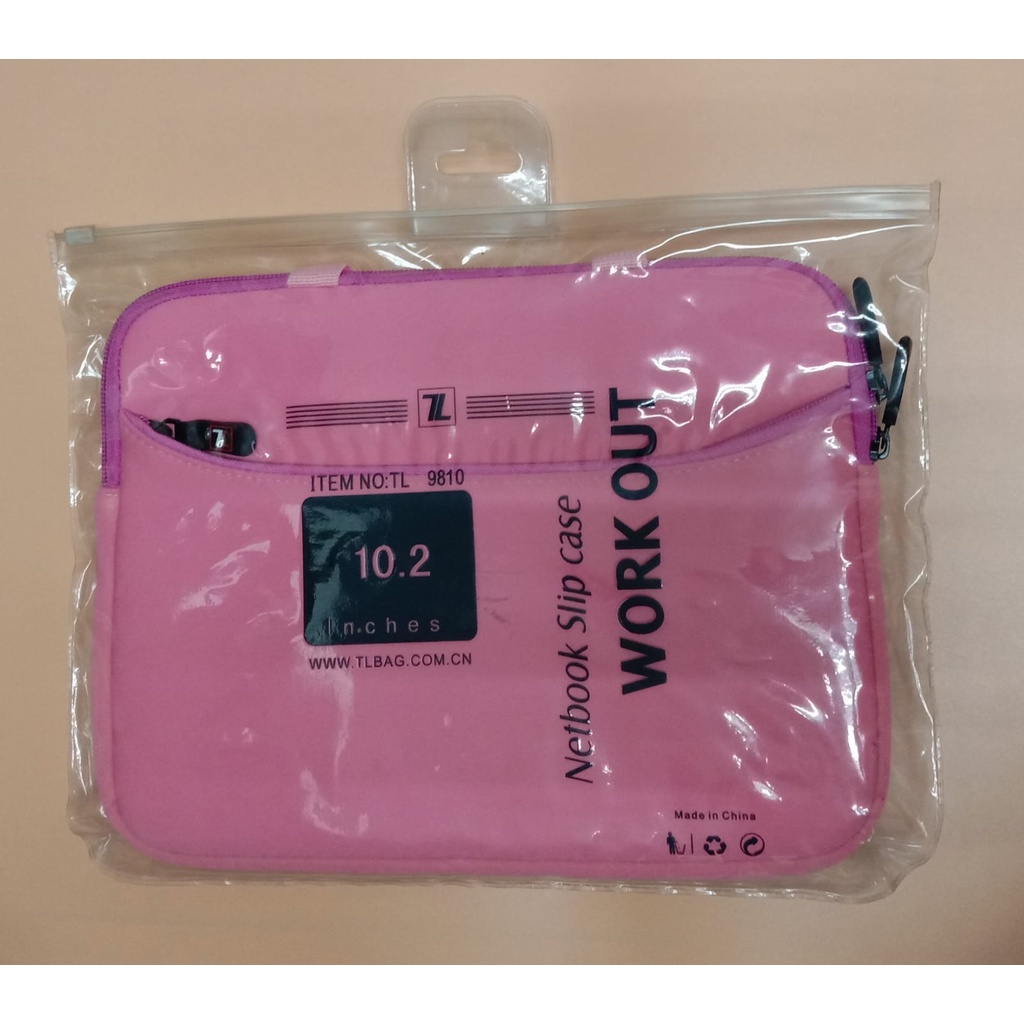 TL
ITEM NO:TL 9810
10.2
Inches
WWW.TLBAG.COM.CN
Netbook Slip case
WORK OUT
Made in China